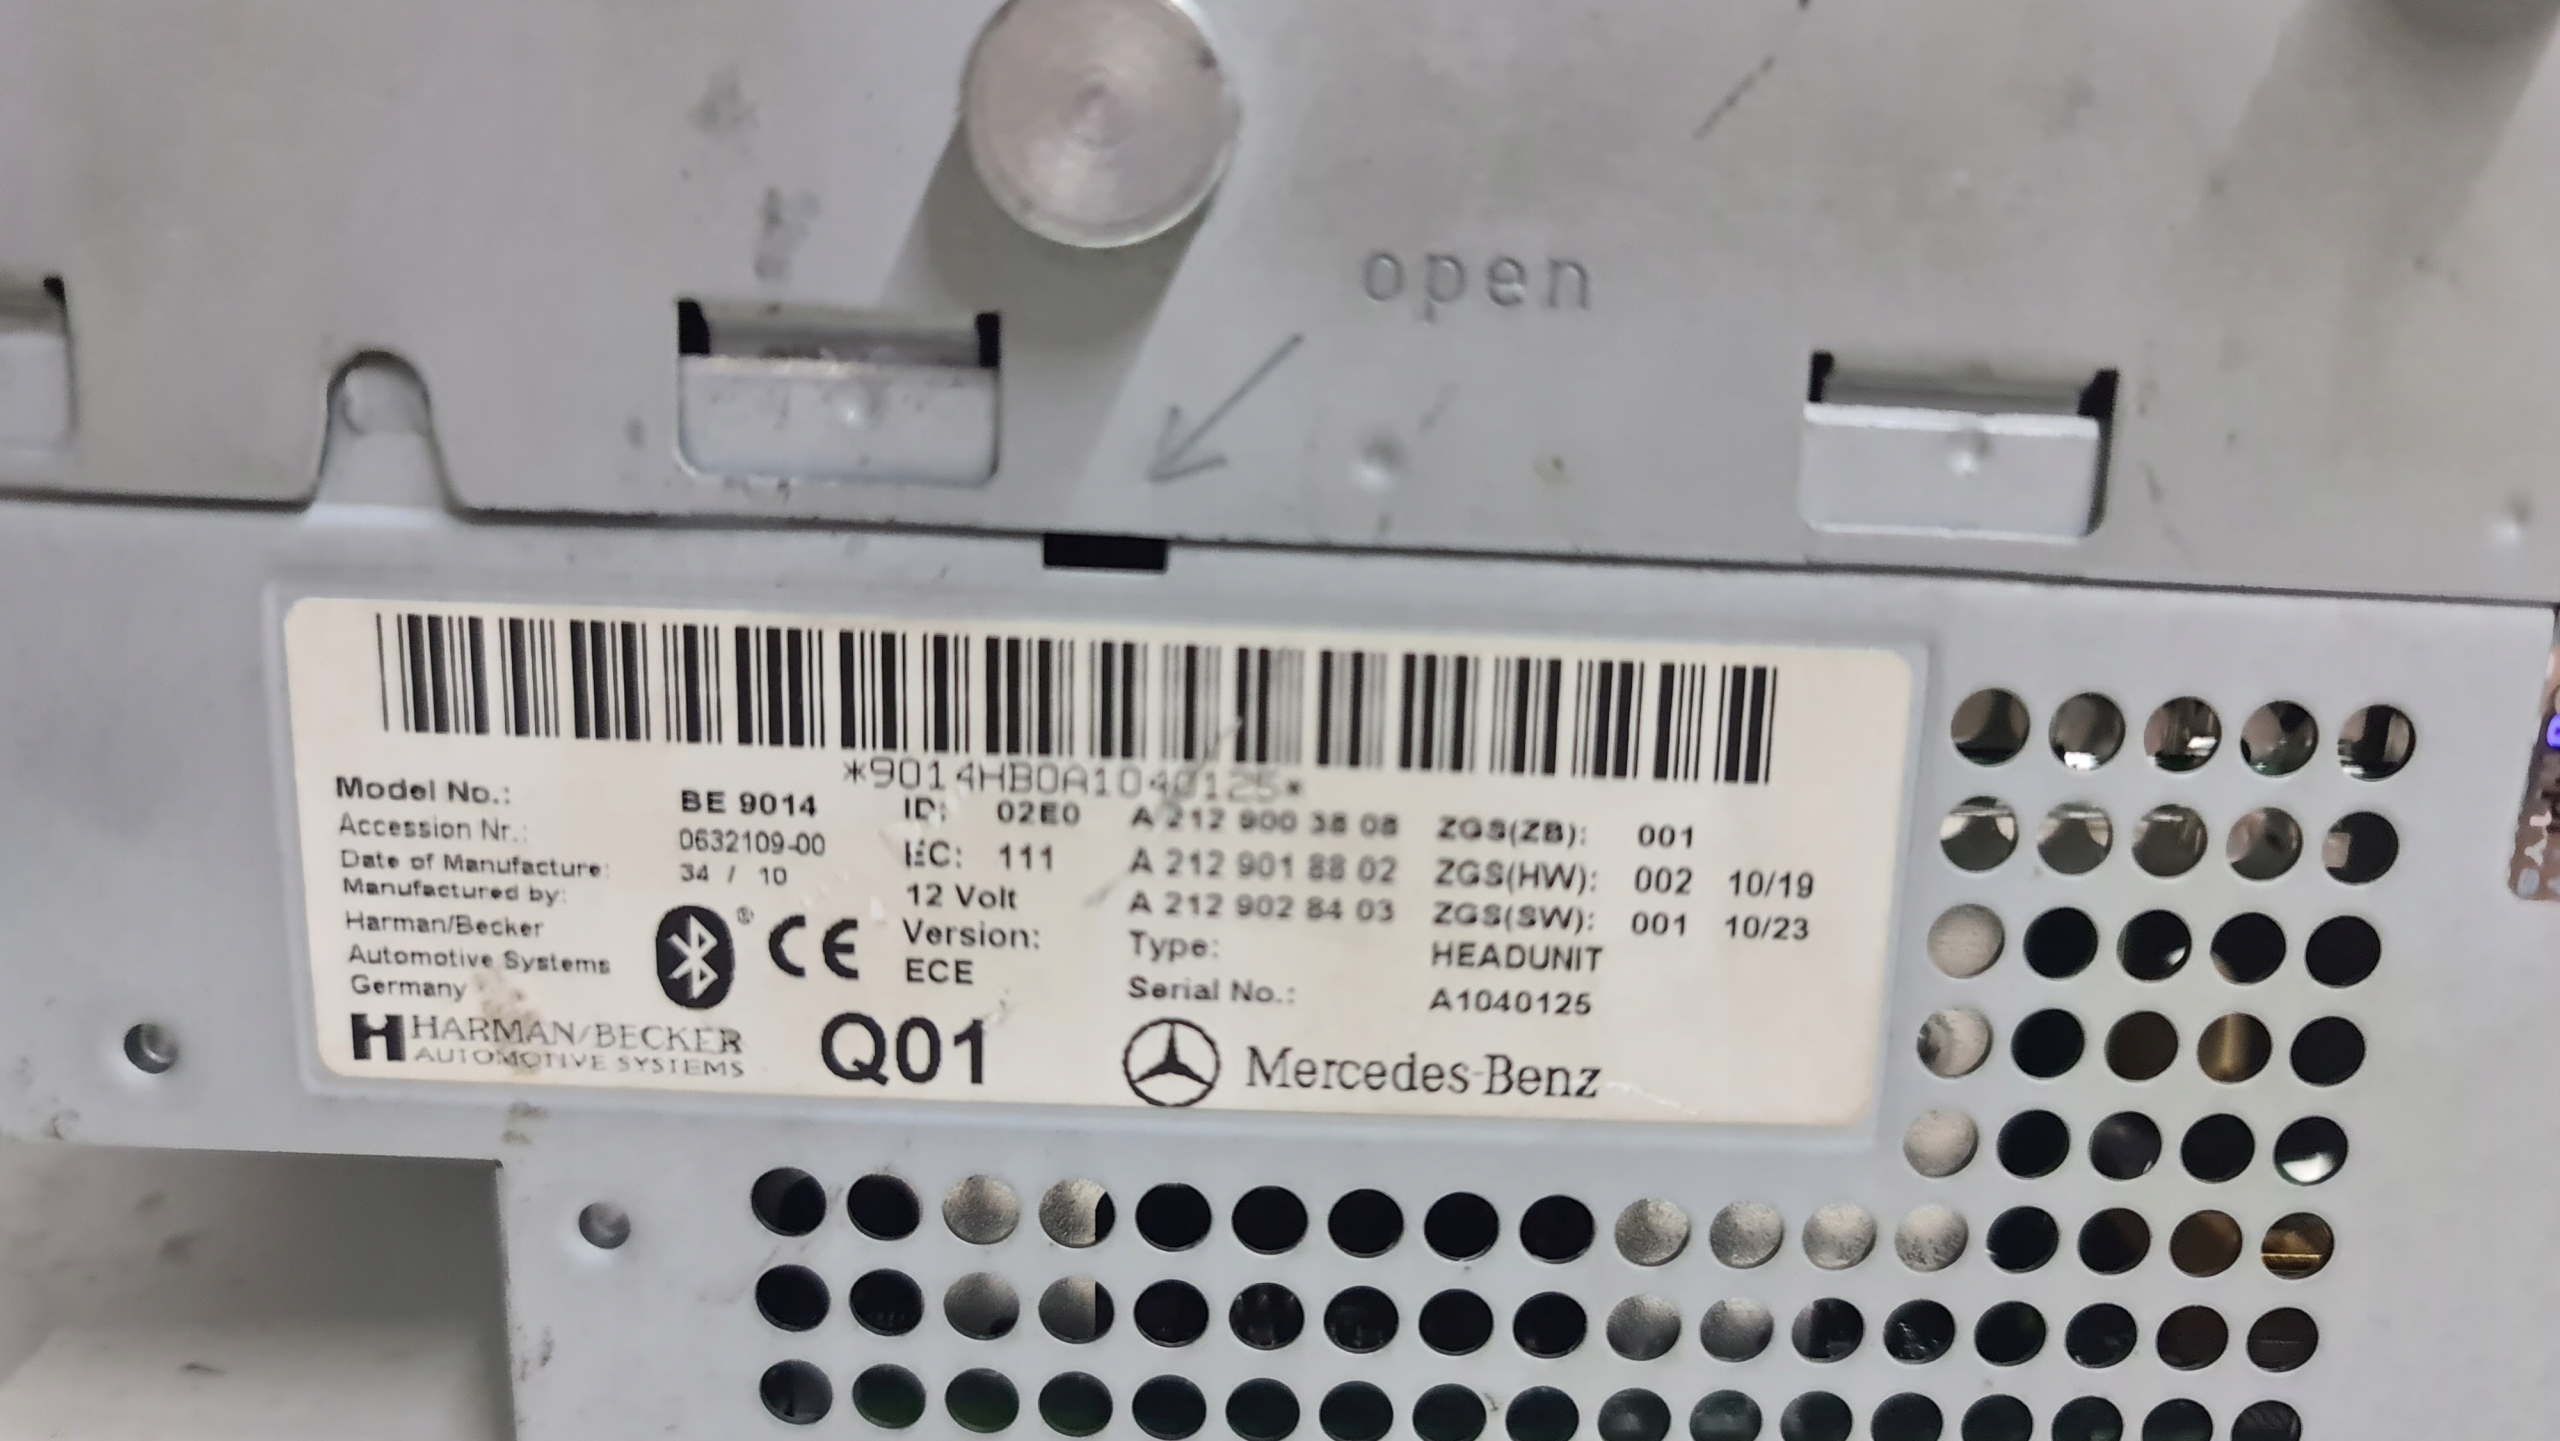 open
*9014HB0A1040125*
Model No.: BE 9014
Accession Nr.: 0632109-00
Date of Manufacture: 34 / 10
Manufactured by:
Harman/Becker
Automotive Systems
Germany
HARMAN/BECKER
AUTOMOTIVE SYSTEMS
® CE
ID: 02E0
IEC: 111
12 Volt
Version:
ECE
Q01
A 212 900 38 08 ZGS(ZB): 001
A 212 901 88 02 ZGS(HW): 002 10/19
A 212 902 84 03 ZGS(SW): 001 10/23
Type: HEADUNIT
Serial No.: A1040125
Mercedes-Benz